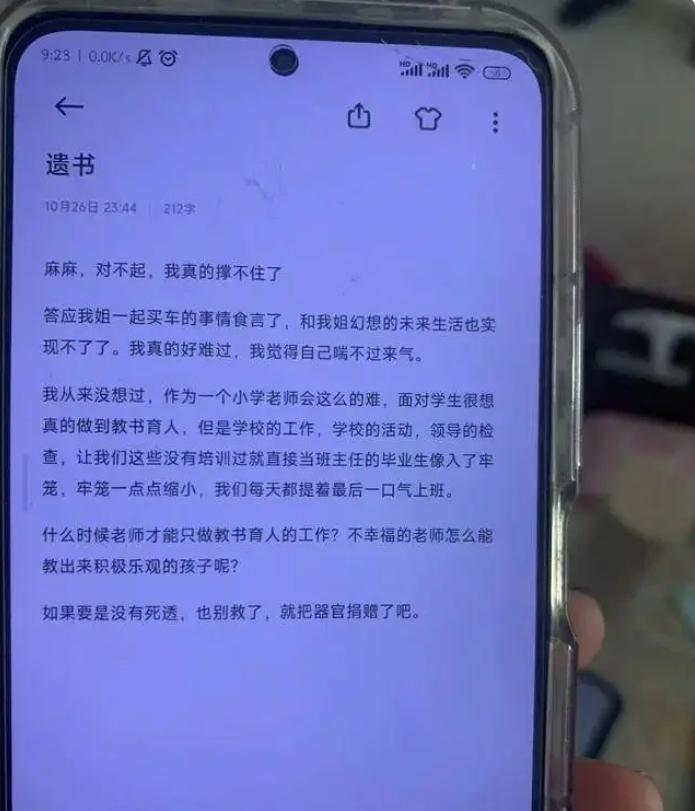 9:23 | 0.0K/s
HD HD
遗书
10月26日 23:44 | 212字
麻麻，对不起，我真的撑不住了
答应我姐一起买车的事情食言了，和我姐幻想的未来生活也实
现不了了。我真的好难过，我觉得自己喘不过来气。
我从来没想过，作为一个小学老师会这么的难，面对学生很想
真的做到教书育人，但是学校的工作，学校的活动，领导的检
查，让我们这些没有培训过就直接当班主任的毕业生像入了牢
笼，牢笼一点点缩小，我们每天都提着最后一口气上班。
什么时候老师才能只做教书育人的工作？不幸福的老师怎么能
教出来积极乐观的孩子呢？
如果要是没有死透，也别救了，就把器官捐赠了吧。